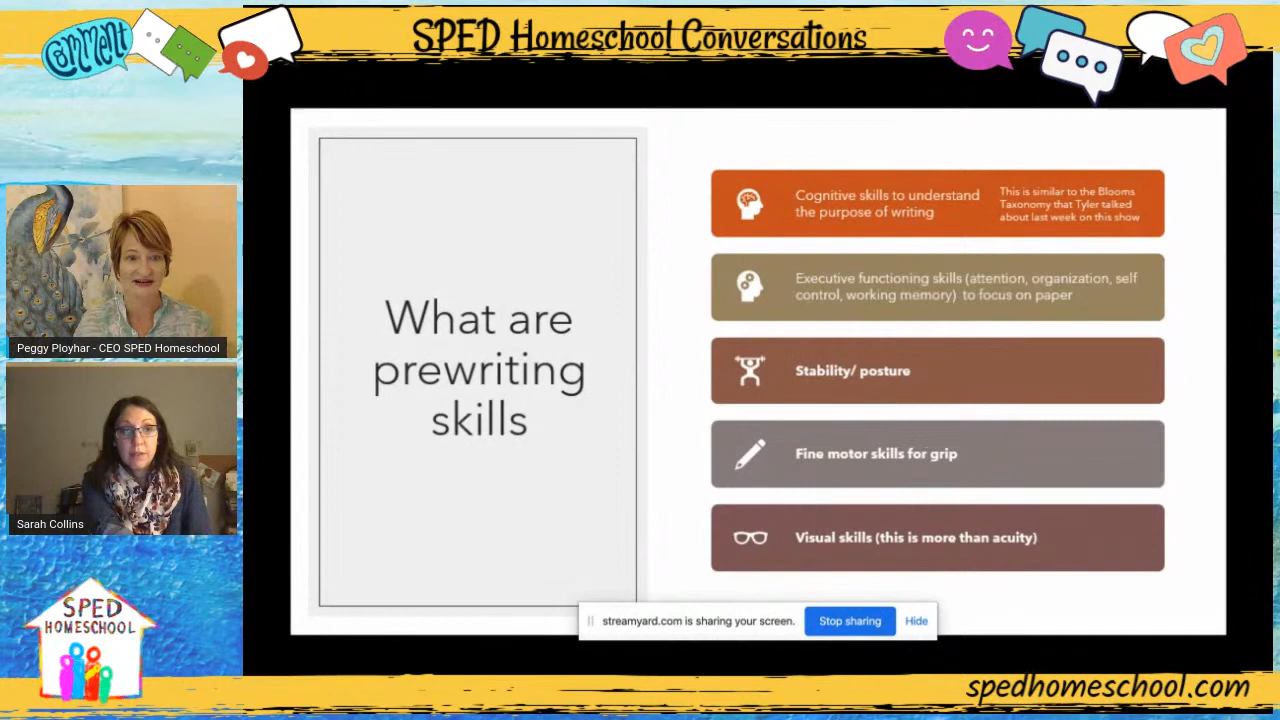 Comment
SPED Homeschool Conversations
Peggy Ployhar - CEO SPED Homeschool
Sarah Collins
SPED
HOMESCHOOL
What are
prewriting
skills
Cognitive skills to understand
the purpose of writing
This is similar to the Blooms
Taxonomy that Tyler talked
about last week on this show
Executive functioning skills (attention, organization, self
control, working memory) to focus on paper
Stability/ posture
Fine motor skills for grip
Visual skills (this is more than acuity)
streamyard.com is sharing your screen.
Stop sharing
Hide
spedhomeschool.com